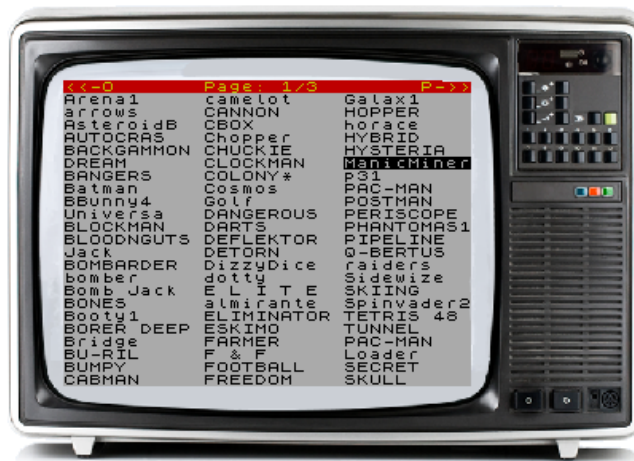 <<-O Page: 1/3 P->>
Arena1 camelot Galax1
arrows CANNON HOPPER
AsteroidB CBOX horace
AUTOCRAS Chopper HYBRID
BACKGAMMON CHUCKIE HYSTERIA
DREAM CLOCKMAN ManicMiner
BANGERS COLONY* p31
Batman Cosmos PAC-MAN
BBunny4 Golf POSTMAN
Universa DANGEROUS PERISCOPE
BLOCKMAN DARTS PHANTOMAS1
BLOODNGUTS DEFLEKTOR PIPELINE
Jack DETORN Q-BERTUS
BOMBARDER DizzyDice raiders
bomber dotty Sidewize
Bomb Jack E L I T E SKIING
BONES almirante Spinvader2
Booty1 ELIMINATOR TETRIS 48
BORER DEEP ESKIMO TUNNEL
Bridge FARMER PAC-MAN
BU-RIL F & F Loader
BUMPY FOOTBALL SECRET
CABMAN FREEDOM SKULL